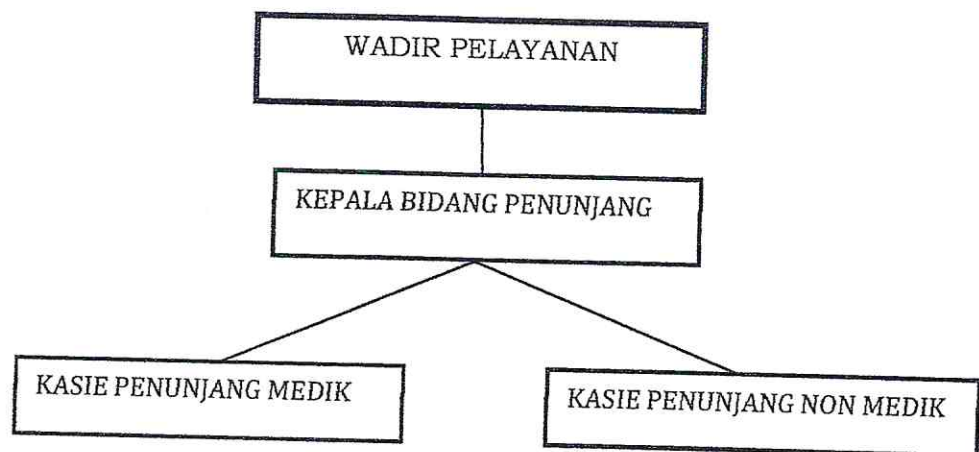 WADIR PELAYANAN
KEPALA BIDANG PENUNJANG
KASIE PENUNJANG MEDIK
KASIE PENUNJANG NON MEDIK